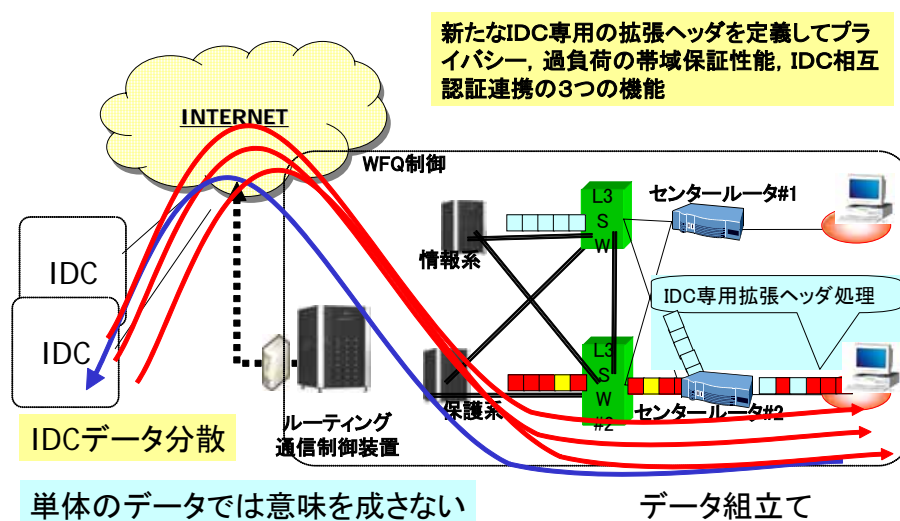 新たなIDC専用の拡張ヘッダを定義してプラ
イバシー，過負荷の帯域保証性能，IDC相互
認証連携の3つの機能
INTERNET
WFQ制御
L3
S
W
センタールータ#1
情報系
IDC
IDC専用拡張ヘッダ処理
IDC
L3
S
W
#2
保護系
センタールータ#2
ルーティング
通信制御装置
IDCデータ分散
単体のデータでは意味を成さない
データ組立て